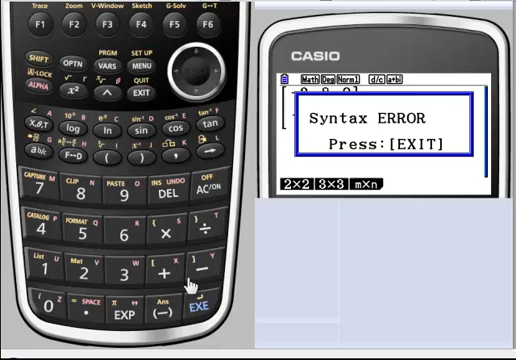 Trace Zoom V-Window Sketch G-Solv G↔T
F1 F2 F3 F4 F5 F6
PRGM SET UP
SHIFT OPTN VARS MENU
A-LOCK √ r ∛ θ QUIT
ALPHA x² ^ EXIT
A 10ˣ B eˣ C sin⁻¹ D cos⁻¹ E tan⁻¹ F
X,θ,T log ln sin cos tan
G H I J K L
a b/c F↔D ( ) , →
CAPTURE M CLIP N PASTE O INS UNDO OFF
7 8 9 DEL AC/ON
CATALOG P FORMAT Q R { S } T
4 5 6 × ÷
List U Mat V W [ X ] Y
1 2 3 + −
i Z = SPACE π " Ans ↵
0 . EXP (−) EXE
CASIO
Math Deg Norm1 d/c a+bi
Syntax ERROR
Press:[EXIT]
2×2 3×3 m×n